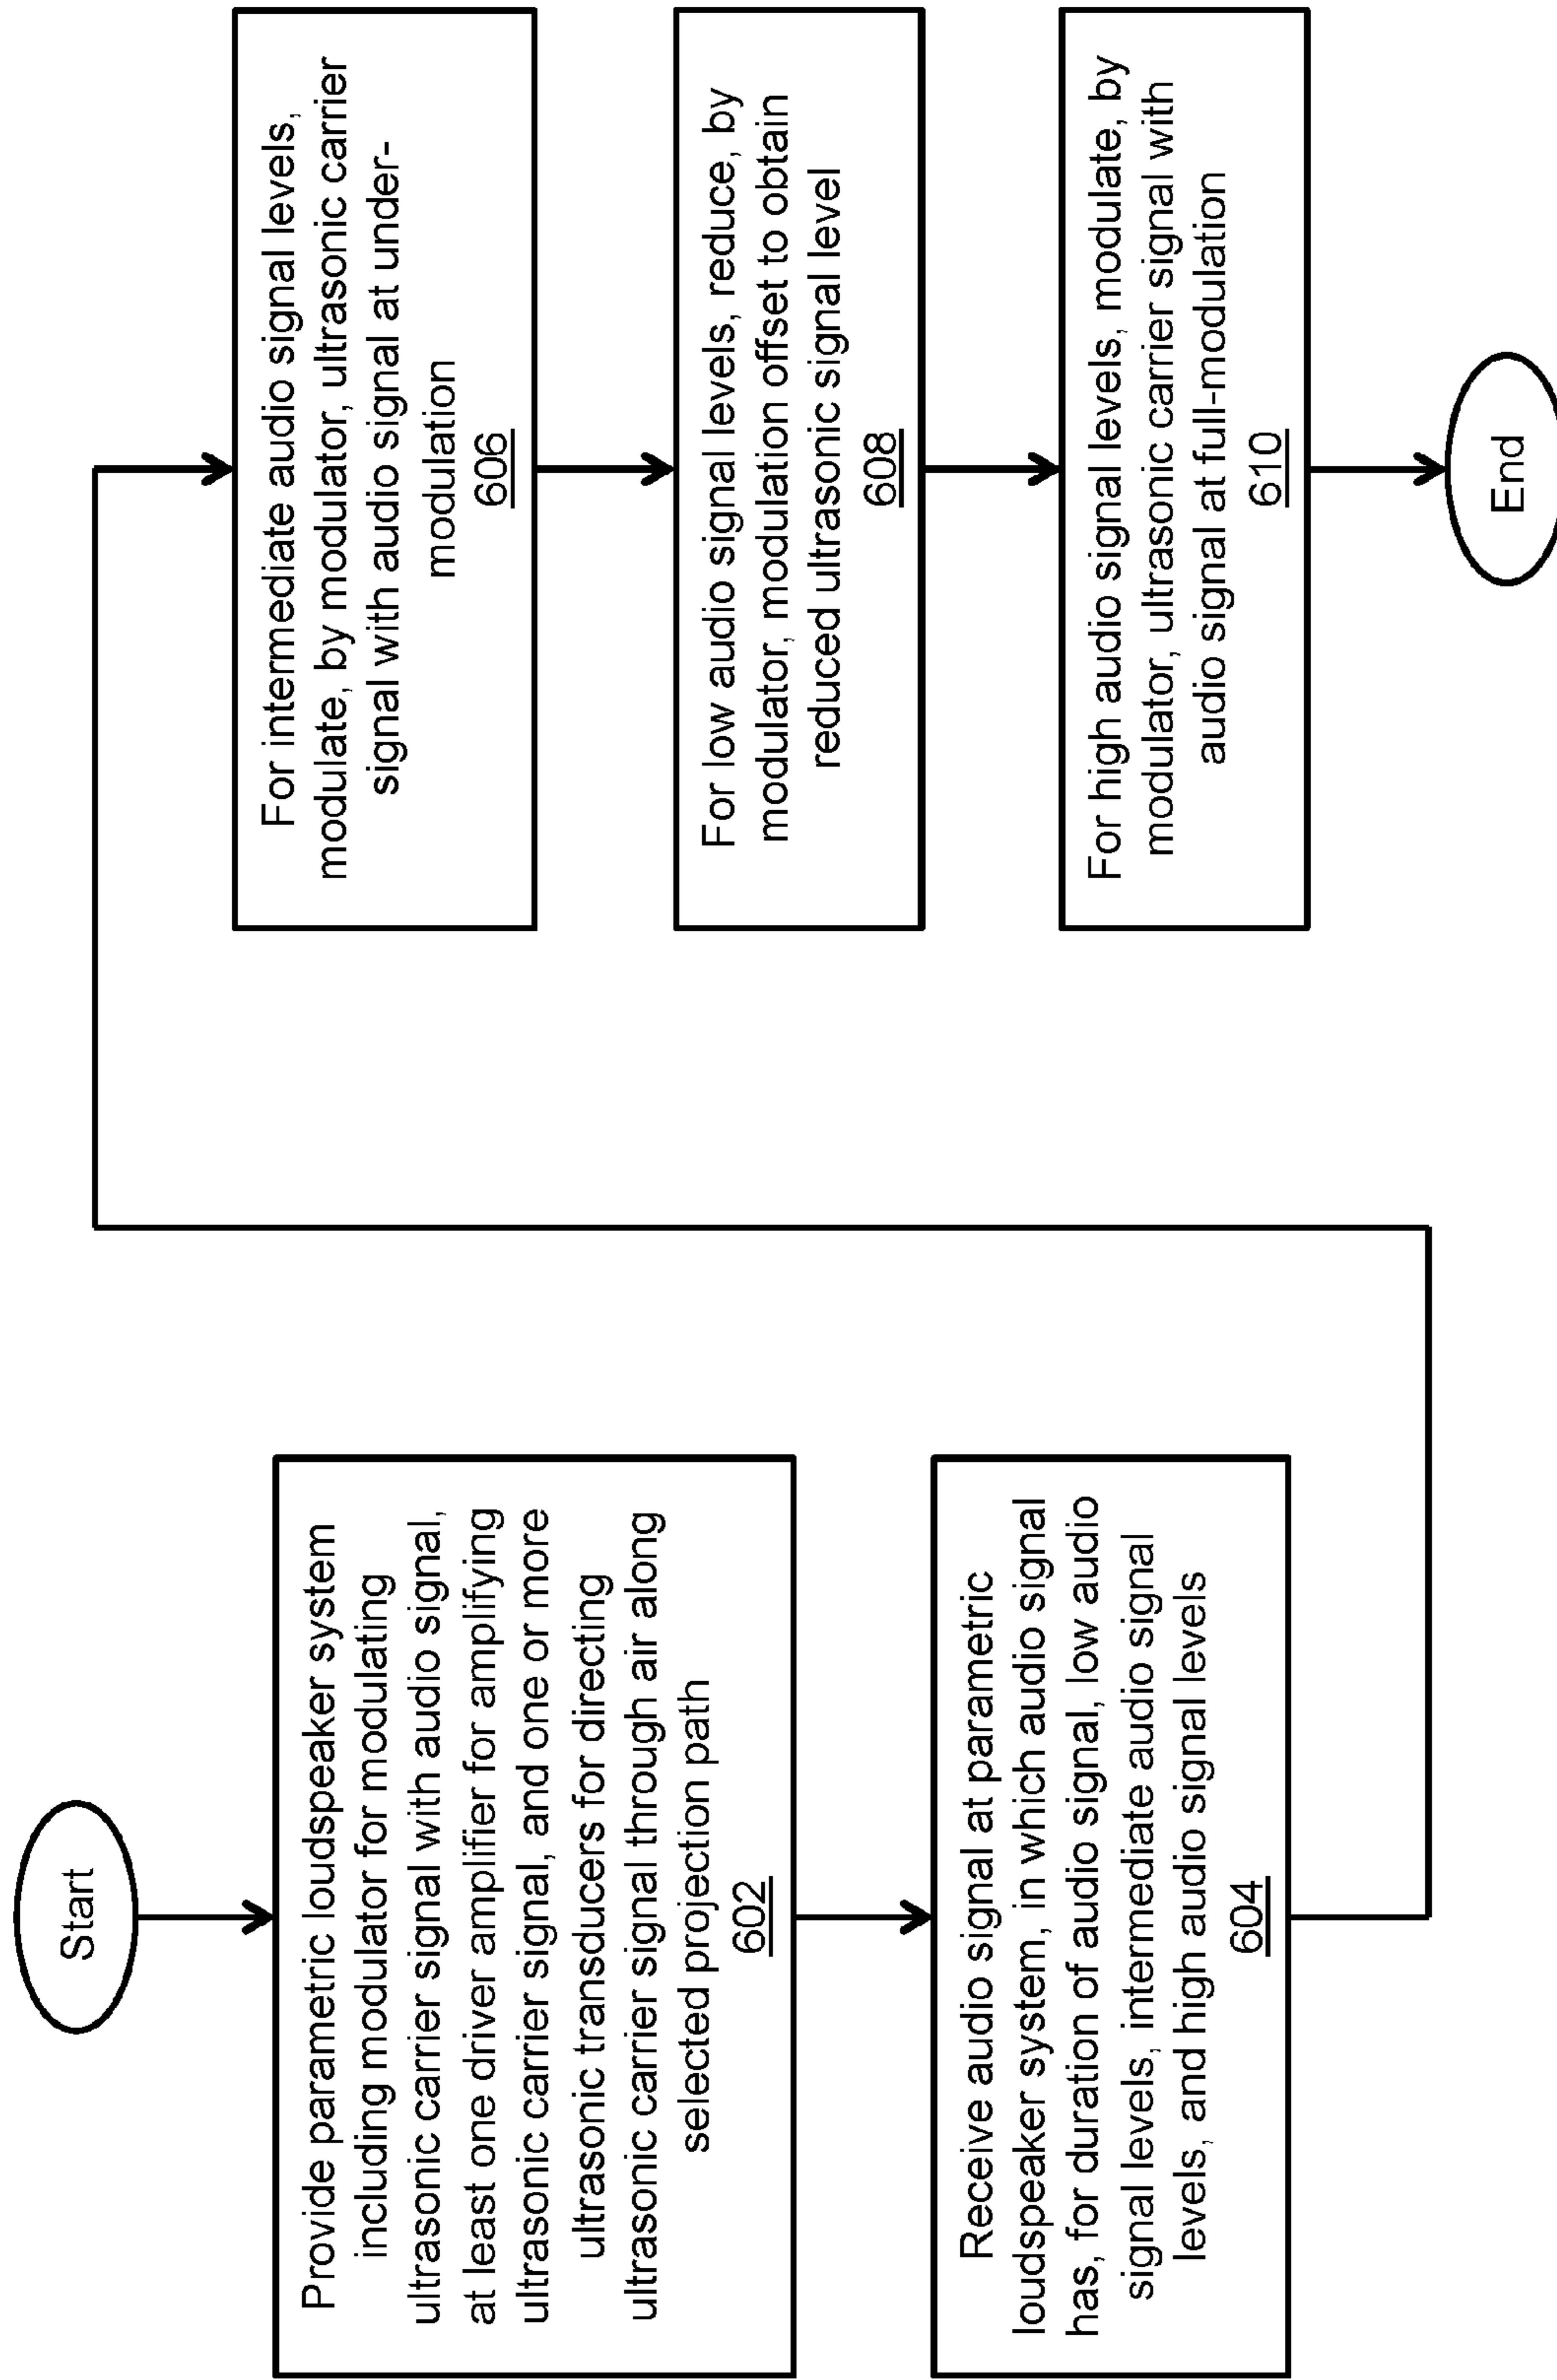 Start
Provide parametric loudspeaker system
including modulator for modulating
ultrasonic carrier signal with audio signal,
at least one driver amplifier for amplifying
ultrasonic carrier signal, and one or more
ultrasonic transducers for directing
ultrasonic carrier signal through air along
selected projection path
602
Receive audio signal at parametric
loudspeaker system, in which audio signal
has, for duration of audio signal, low audio
signal levels, intermediate audio signal
levels, and high audio signal levels
604
For intermediate audio signal levels,
modulate, by modulator, ultrasonic carrier
signal with audio signal at under-
modulation
606
For low audio signal levels, reduce, by
modulator, modulation offset to obtain
reduced ultrasonic signal level
608
For high audio signal levels, modulate, by
modulator, ultrasonic carrier signal with
audio signal at full-modulation
610
End